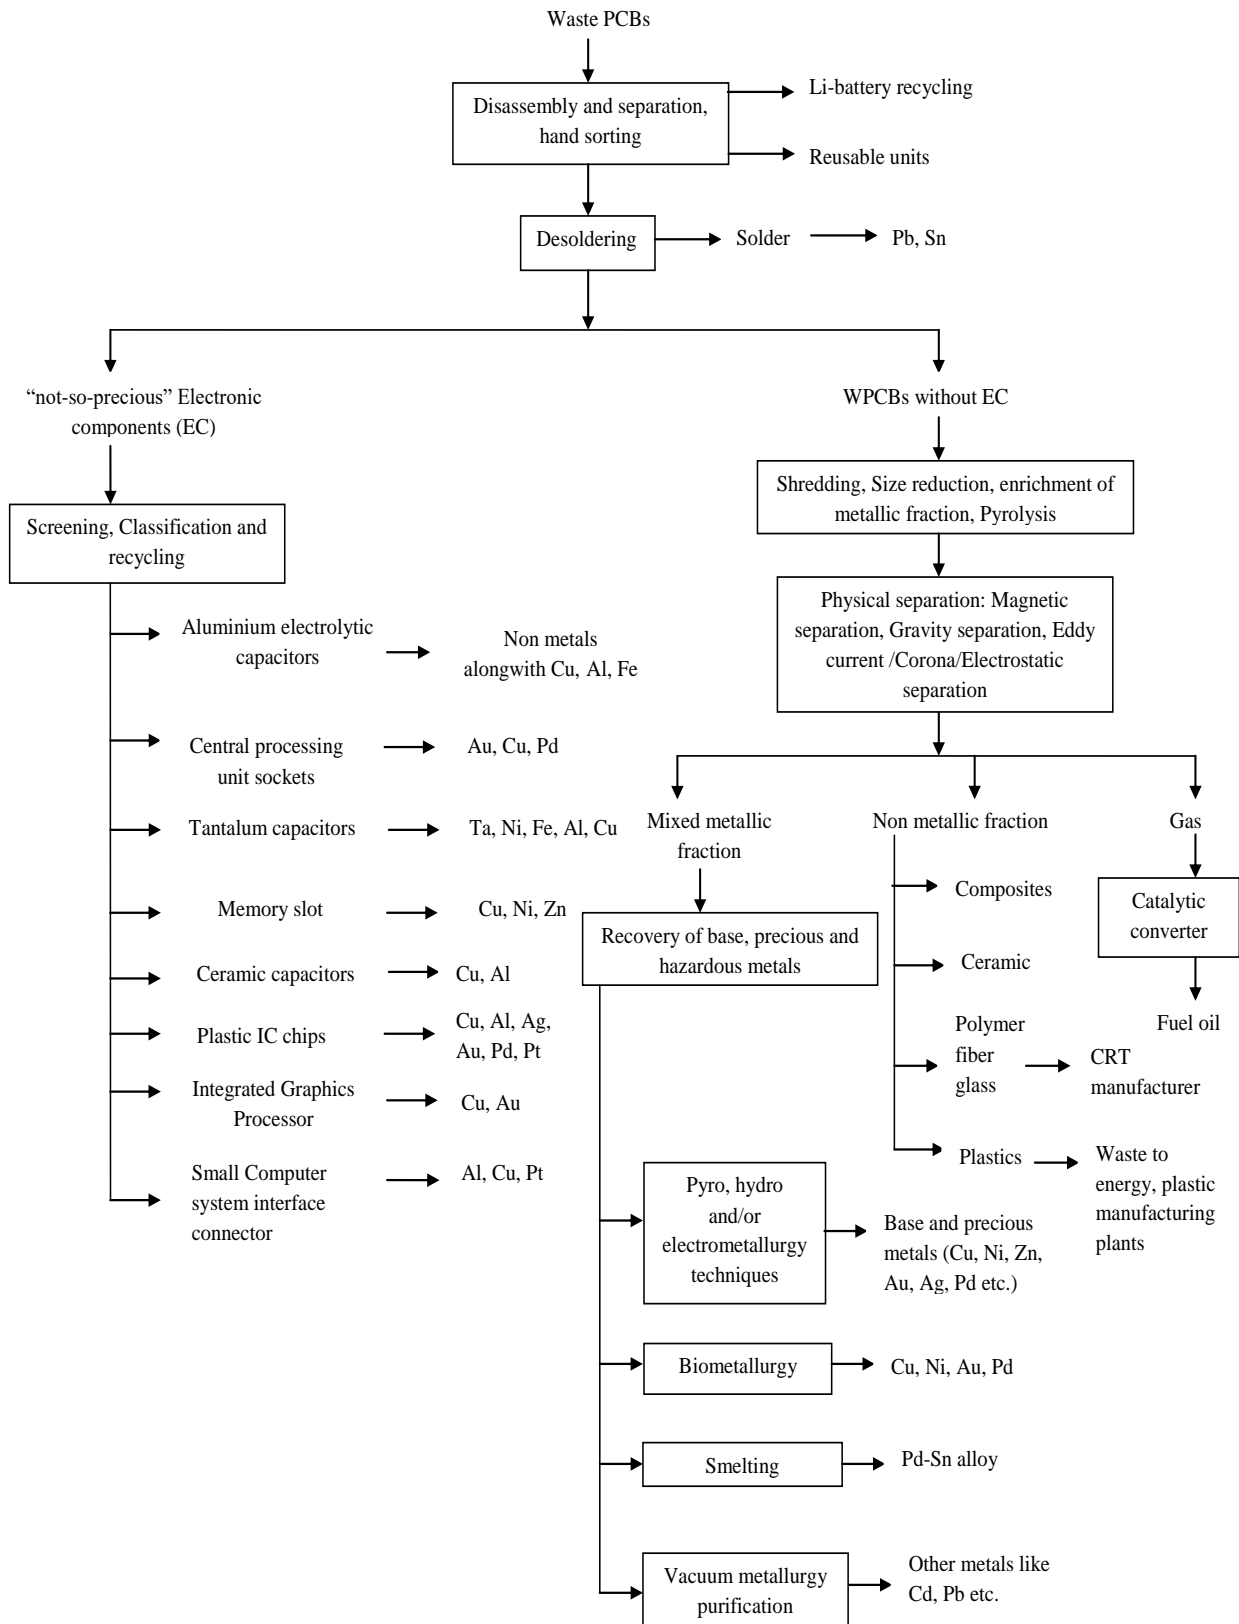 Waste PCBs
Disassembly and separation,
hand sorting
Li-battery recycling
Reusable units
Desoldering
Solder
Pb, Sn
“not-so-precious” Electronic
components (EC)
WPCBs without EC
Screening, Classification and
recycling
Aluminium electrolytic
capacitors
Non metals
alongwith Cu, Al, Fe
Central processing
unit sockets
Au, Cu, Pd
Tantalum capacitors
Ta, Ni, Fe, Al, Cu
Memory slot
Cu, Ni, Zn
Ceramic capacitors
Cu, Al
Plastic IC chips
Cu, Al, Ag,
Au, Pd, Pt
Integrated Graphics
Processor
Cu, Au
Small Computer
system interface
connector
Al, Cu, Pt
Shredding, Size reduction, enrichment of
metallic fraction, Pyrolysis
Physical separation: Magnetic
separation, Gravity separation, Eddy
current /Corona/Electrostatic
separation
Mixed metallic
fraction
Non metallic fraction
Gas
Recovery of base, precious and
hazardous metals
Composites
Ceramic
Polymer
fiber
glass
CRT
manufacturer
Plastics
Waste to
energy, plastic
manufacturing
plants
Catalytic
converter
Fuel oil
Pyro, hydro
and/or
electrometallurgy
techniques
Base and precious
metals (Cu, Ni, Zn,
Au, Ag, Pd etc.)
Biometallurgy
Cu, Ni, Au, Pd
Smelting
Pd-Sn alloy
Vacuum metallurgy
purification
Other metals like
Cd, Pb etc.